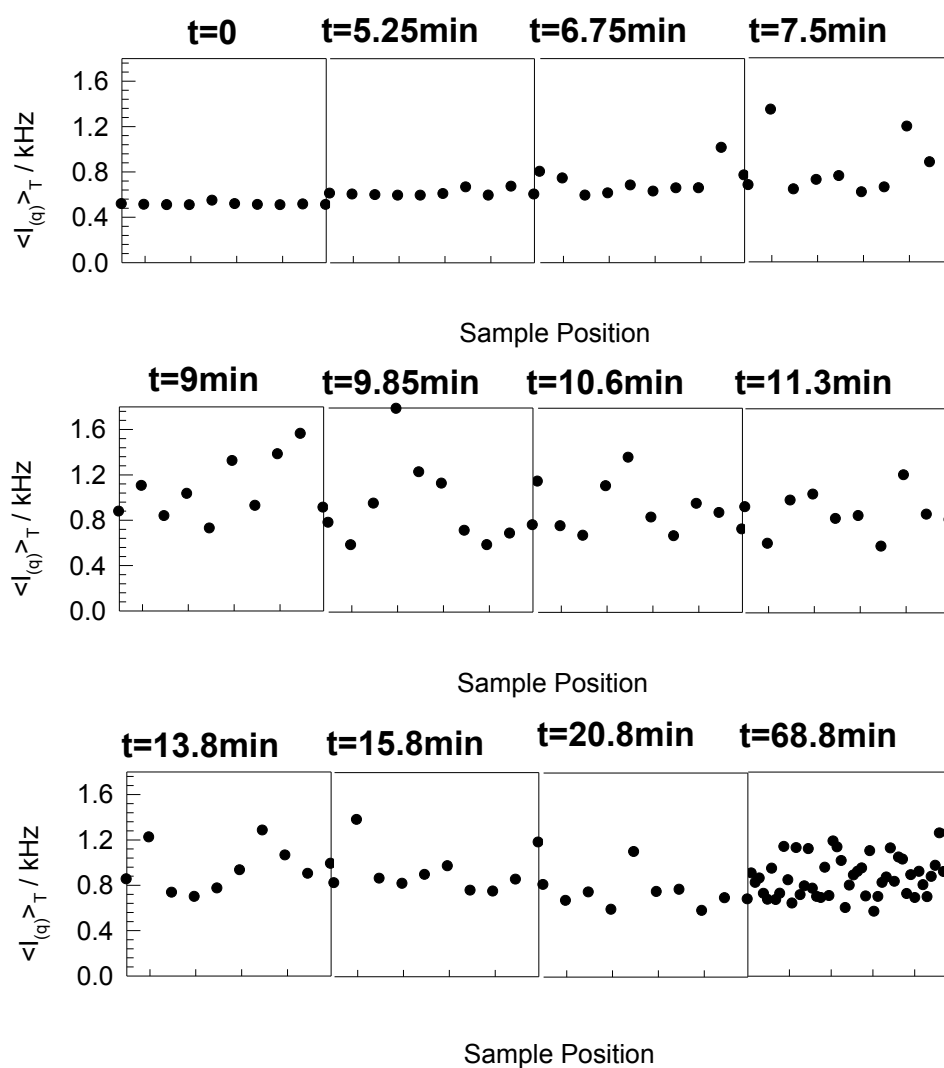 t=0 t=5.25min t=6.75min t=7.5min
1.6
1.2
0.8
0.4
0.0
<I(q)>T / kHz
Sample Position
t=9min t=9.85min t=10.6min t=11.3min
1.6
1.2
0.8
0.4
0.0
<I(q)>T / kHz
Sample Position
t=13.8min t=15.8min t=20.8min t=68.8min
1.6
1.2
0.8
0.4
0.0
<I(q)>T / kHz
Sample Position